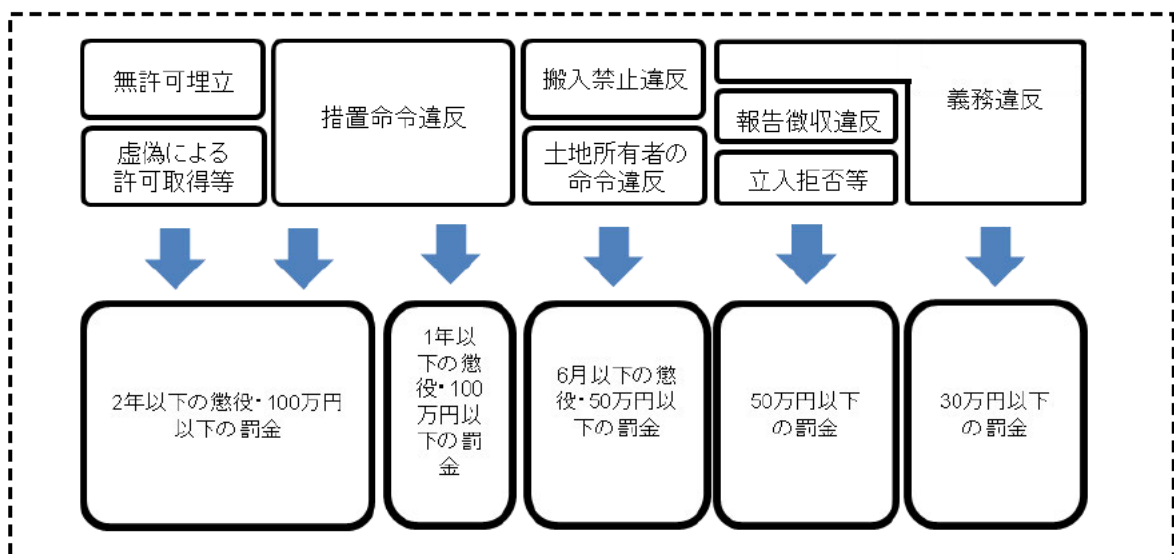 無許可埋立
虚偽による
許可取得等
措置命令違反
搬入禁止違反
土地所有者の
命令違反
報告徴収違反
立入拒否等
義務違反
2年以下の懲役・100万円
以下の罰金
1年以
下の懲
役・100
万円以
下の罰
金
6月以下の懲
役・50万円以
下の罰金
50万円以下
の罰金
30万円以下
の罰金